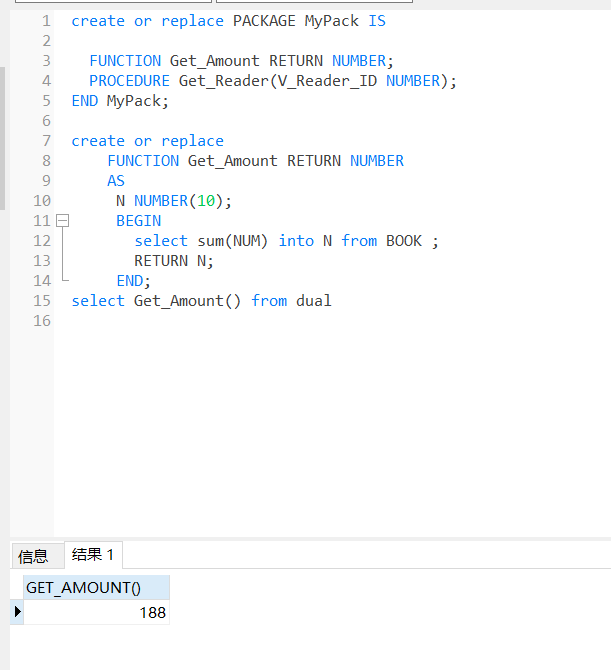 1 create or replace PACKAGE MyPack IS
2
3 FUNCTION Get_Amount RETURN NUMBER;
4 PROCEDURE Get_Reader(V_Reader_ID NUMBER);
5 END MyPack;
6
7 create or replace
8 FUNCTION Get_Amount RETURN NUMBER
9 AS
10 N NUMBER(10);
11 BEGIN
12 select sum(NUM) into N from BOOK ;
13 RETURN N;
14 END;
15 select Get_Amount() from dual
16
信息 结果 1
GET_AMOUNT()
188